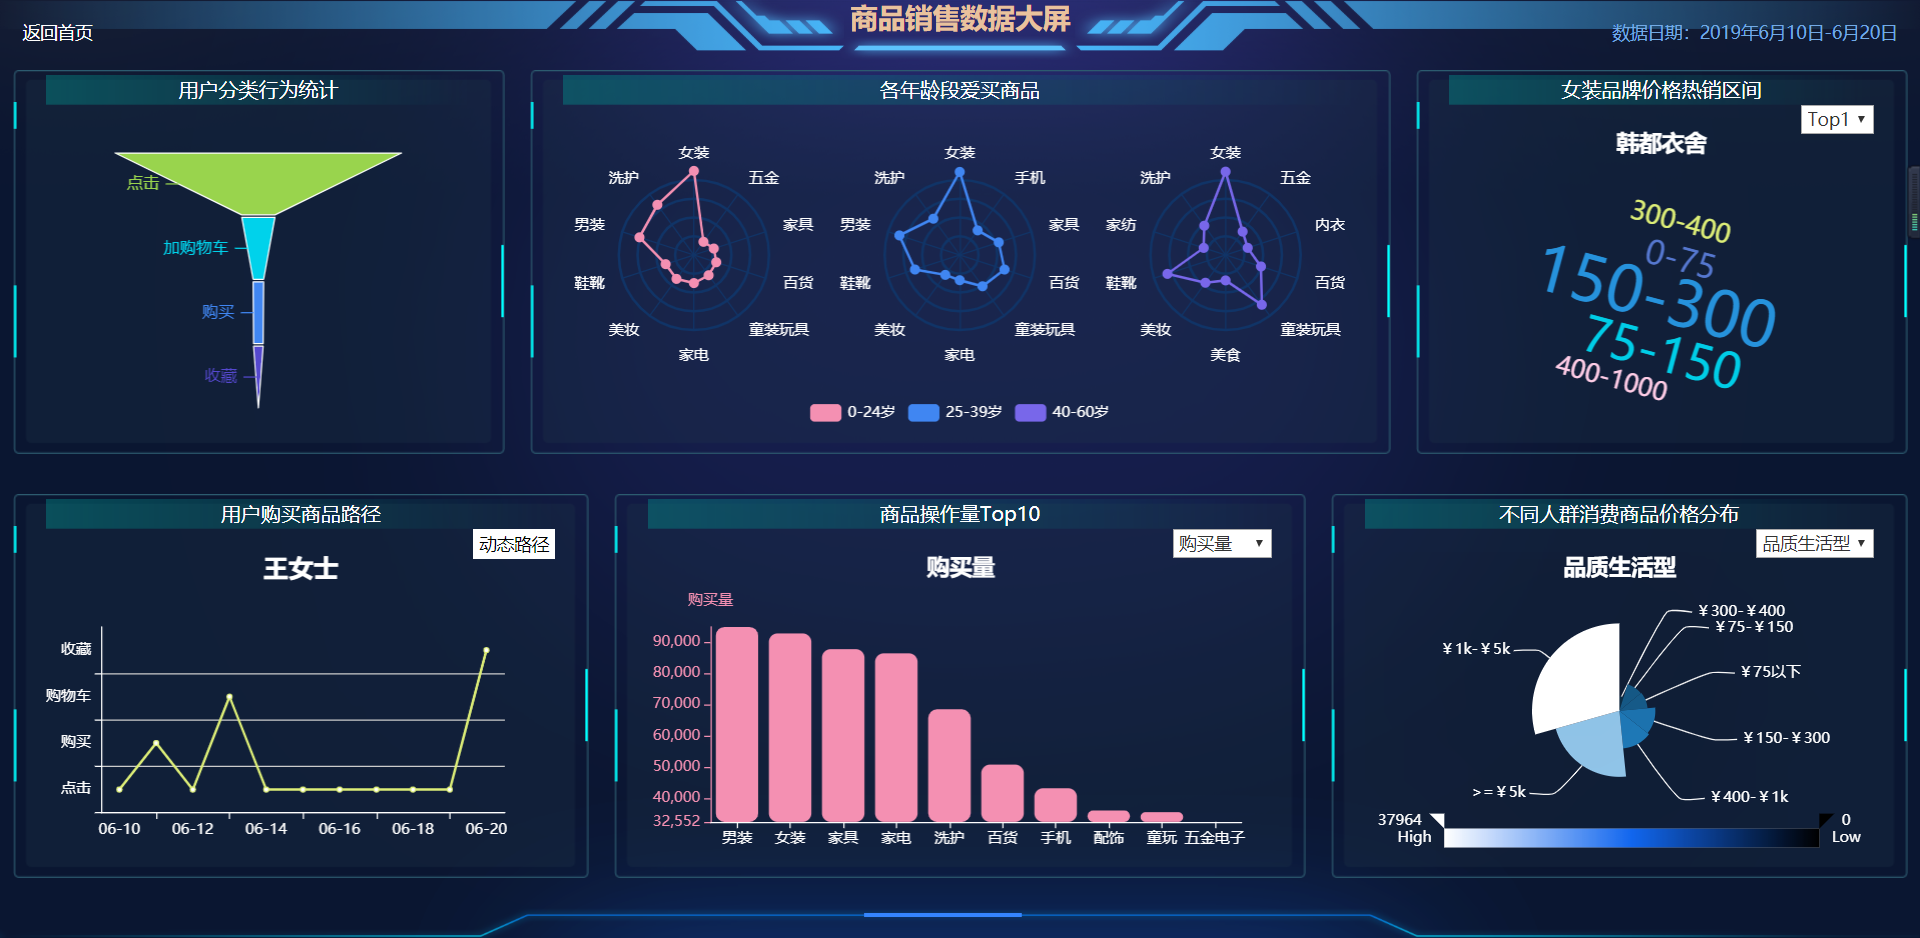 商品销售数据大屏
返回首页
数据日期：2019年6月10日-6月20日
用户分类行为统计
点击
加购物车
购买
收藏
各年龄段爱买商品
女装
洗护
五金
男装
家具
鞋靴
百货
美妆
童装玩具
家电
女装
洗护
手机
男装
家具
鞋靴
百货
美妆
童装玩具
家电
女装
洗护
五金
家纺
内衣
鞋靴
百货
美妆
童装玩具
美食
0-24岁
25-39岁
40-60岁
女装品牌价格热销区间
Top1
韩都衣舍
300-400
0-75
150-300
75-150
400-1000
用户购买商品路径
动态路径
王女士
收藏
购物车
购买
点击
06-10
06-12
06-14
06-16
06-18
06-20
商品操作量Top10
购买量
购买量
购买量
90,000
80,000
70,000
60,000
50,000
40,000
32,552
男装
女装
家具
家电
洗护
百货
手机
配饰
童玩
五金电子
不同人群消费商品价格分布
品质生活型
品质生活型
￥300-￥400
￥75-￥150
￥1k-￥5k
￥75以下
￥150-￥300
>=￥5k
￥400-￥1k
37964
High
0
Low